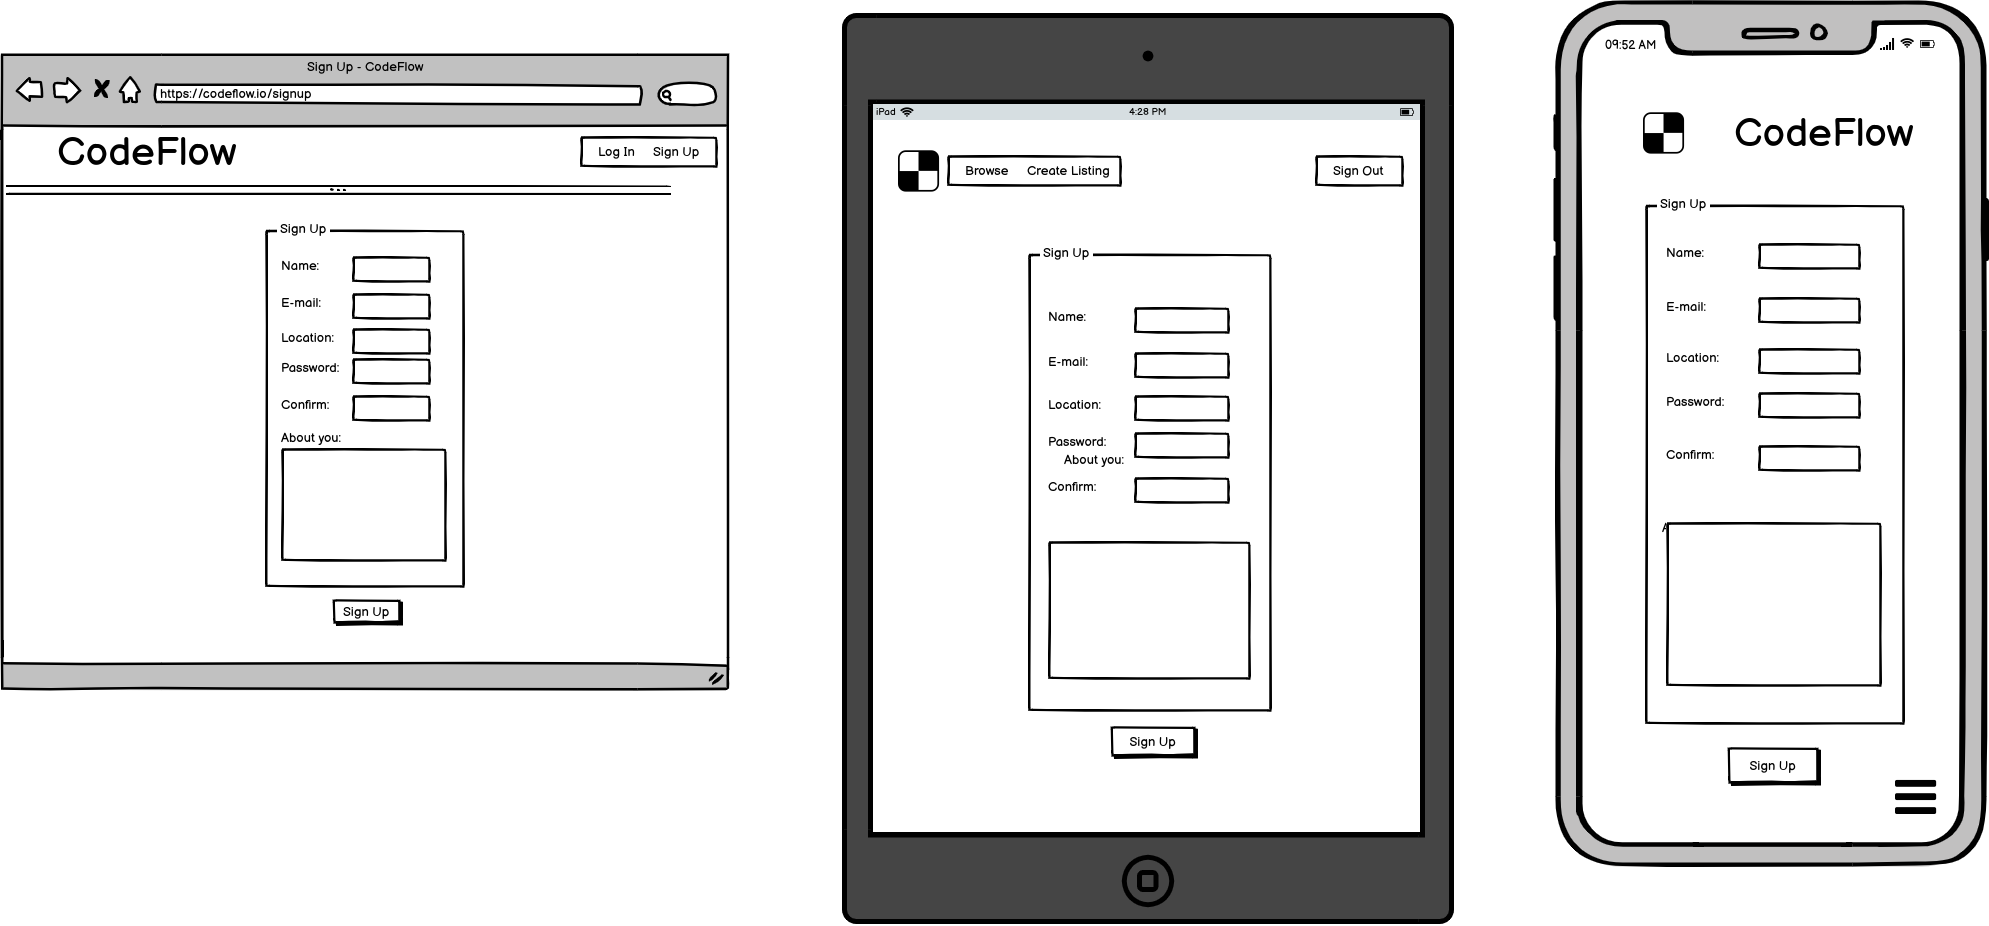 Sign Up - CodeFlow
https://codeflow.io/signup
CodeFlow
Log In Sign Up
Sign Up
Name:
E-mail:
Location:
Password:
Confirm:
About you:
Sign Up
iPad 4:28 PM
Browse Create Listing Sign Out
Sign Up
Name:
E-mail:
Location:
Password:
About you:
Confirm:
Sign Up
09:52 AM
CodeFlow
Sign Up
Name:
E-mail:
Location:
Password:
Confirm:
Sign Up